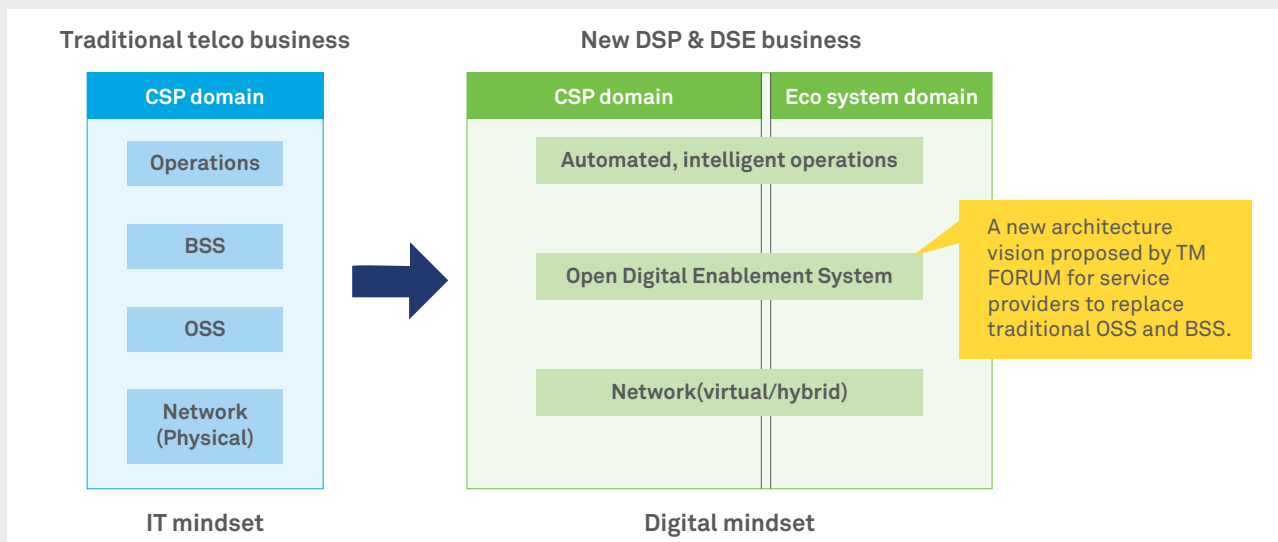 Traditional telco business
New DSP & DSE business
CSP domain
CSP domain
Eco system domain
Operations
Automated, intelligent operations
BSS
Open Digital Enablement System
A new architecture
vision proposed by TM
FORUM for service
providers to replace
traditional OSS and BSS.
OSS
Network
(Physical)
Network(virtual/hybrid)
IT mindset
Digital mindset